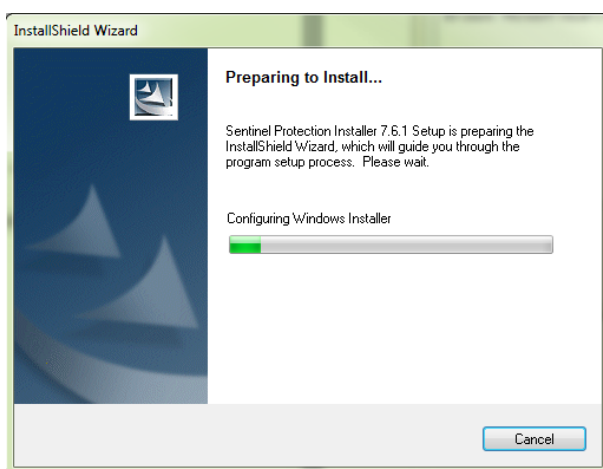 InstallShield Wizard
Preparing to Install...
Sentinel Protection Installer 7.6.1 Setup is preparing the
InstallShield Wizard, which will guide you through the
program setup process. Please wait.
Configuring Windows Installer
Cancel